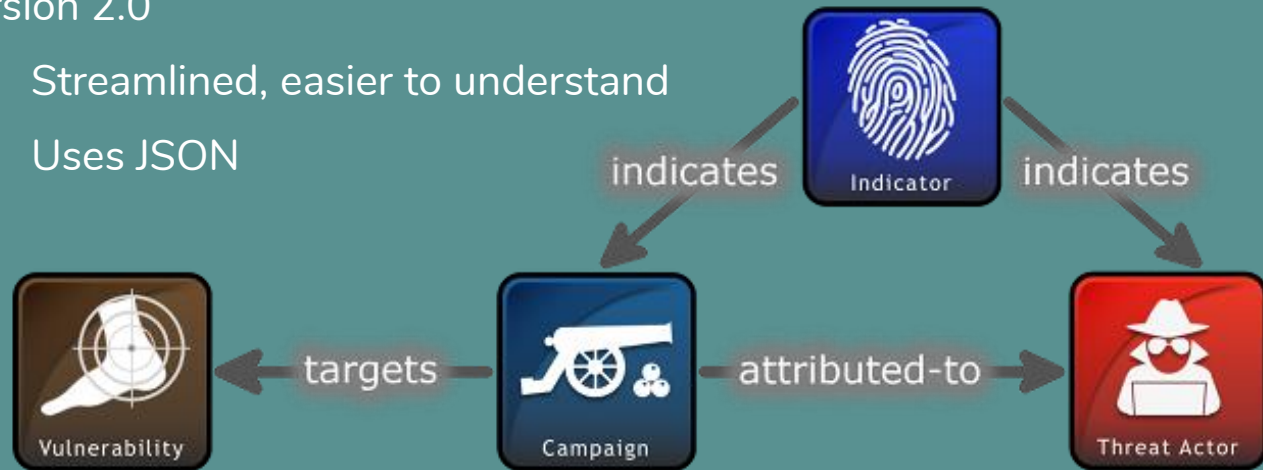 rsion 2.0
Streamlined, easier to understand
Uses JSON
indicates
Indicator
indicates
targets
attributed-to
Vulnerability
Campaign
Threat Actor